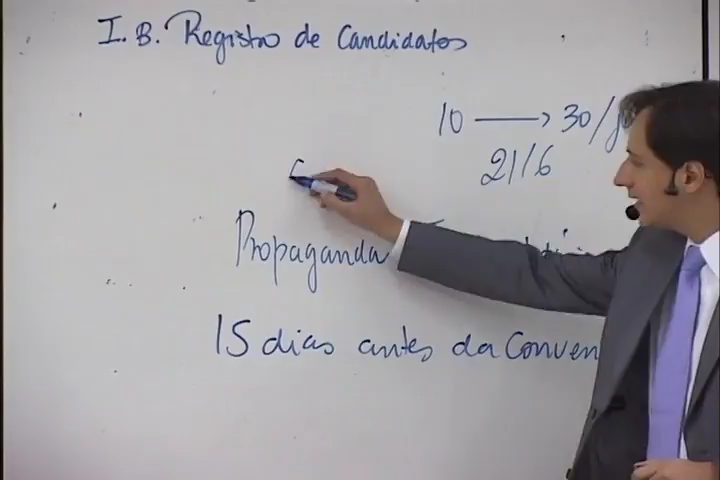 I.B. Registro de Candidatos
10 → 30/
21/6
Propaganda
15 dias antes da Conven